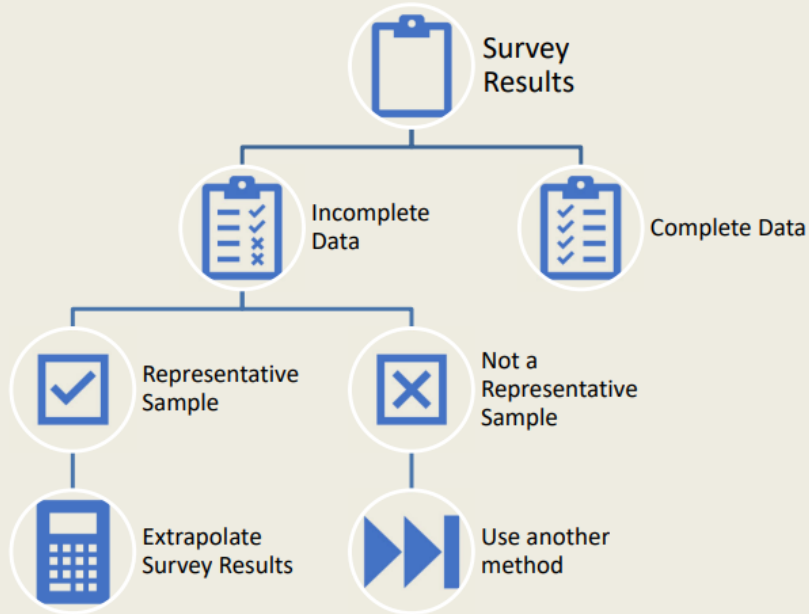 Survey
Results
Incomplete
Data
Complete Data
Representative
Sample
Not a
Representative
Sample
Extrapolate
Survey Results
Use another
method